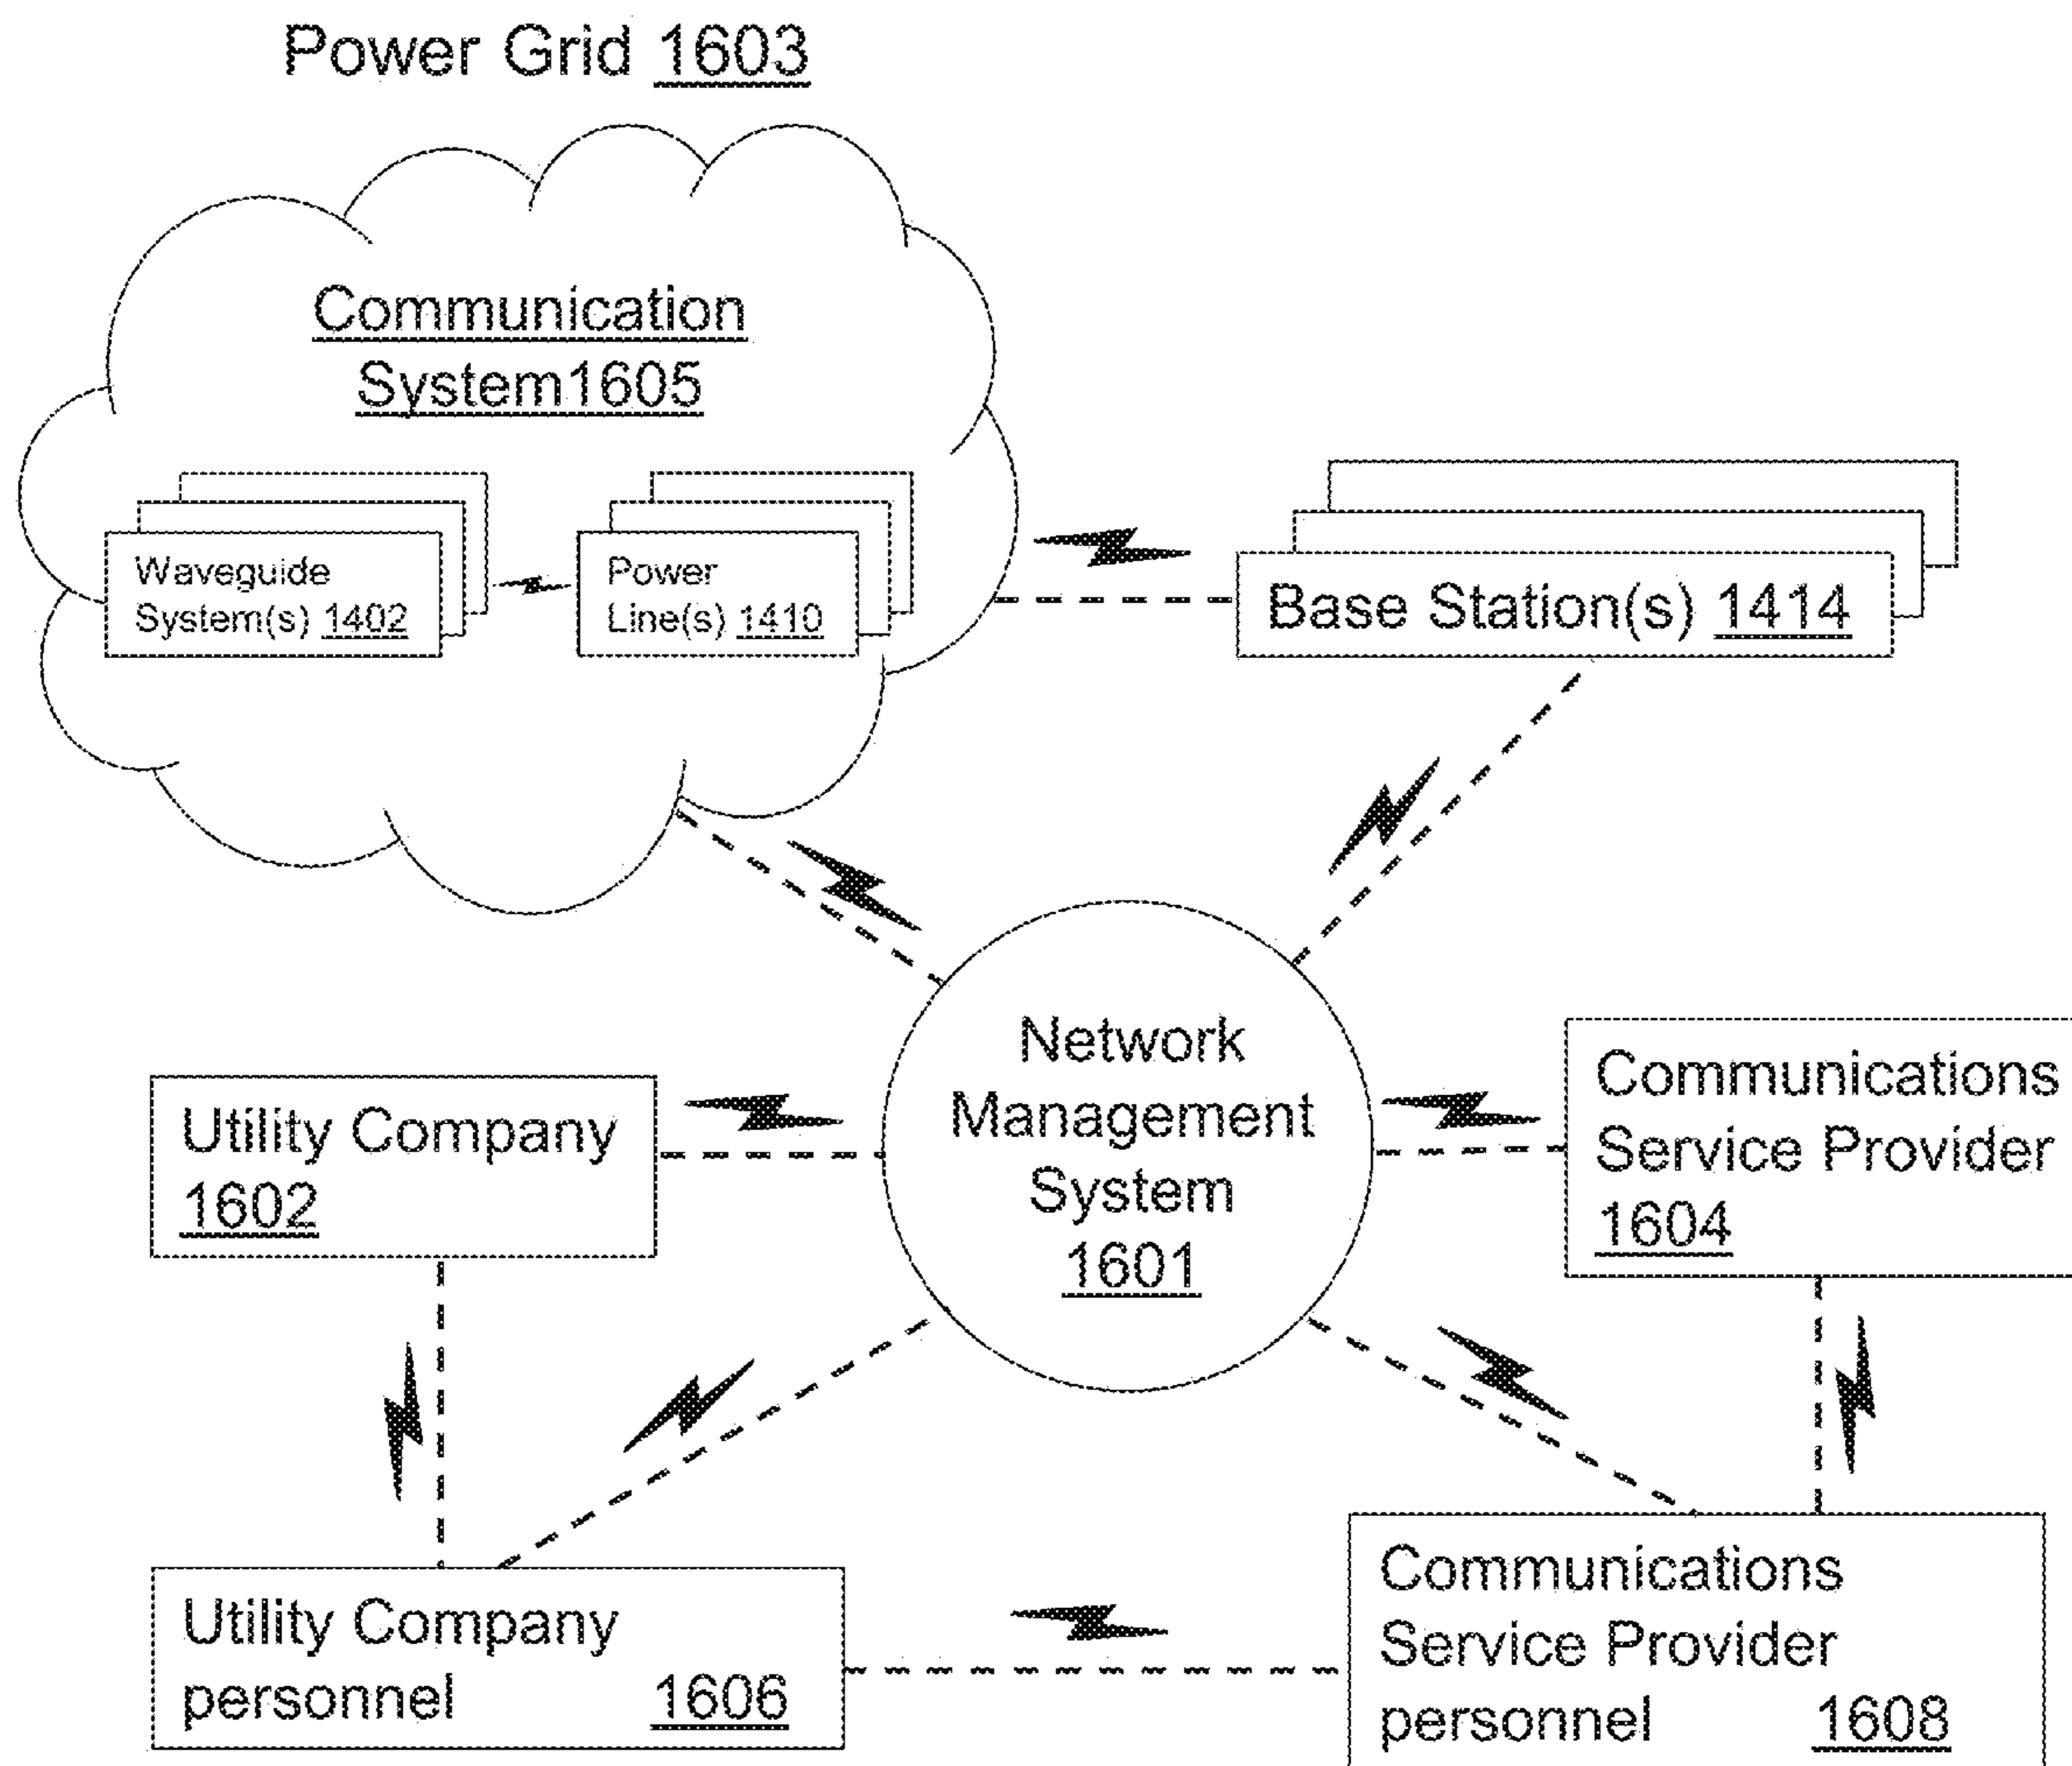 Power Grid 1603
Communication
System1605
Waveguide
System(s) 1402
Power
Line(s) 1410
Base Station(s) 1414
Network
Management
System
1601
Utility Company
1602
Communications
Service Provider
1604
Utility Company
personnel 1606
Communications
Service Provider
personnel 1608